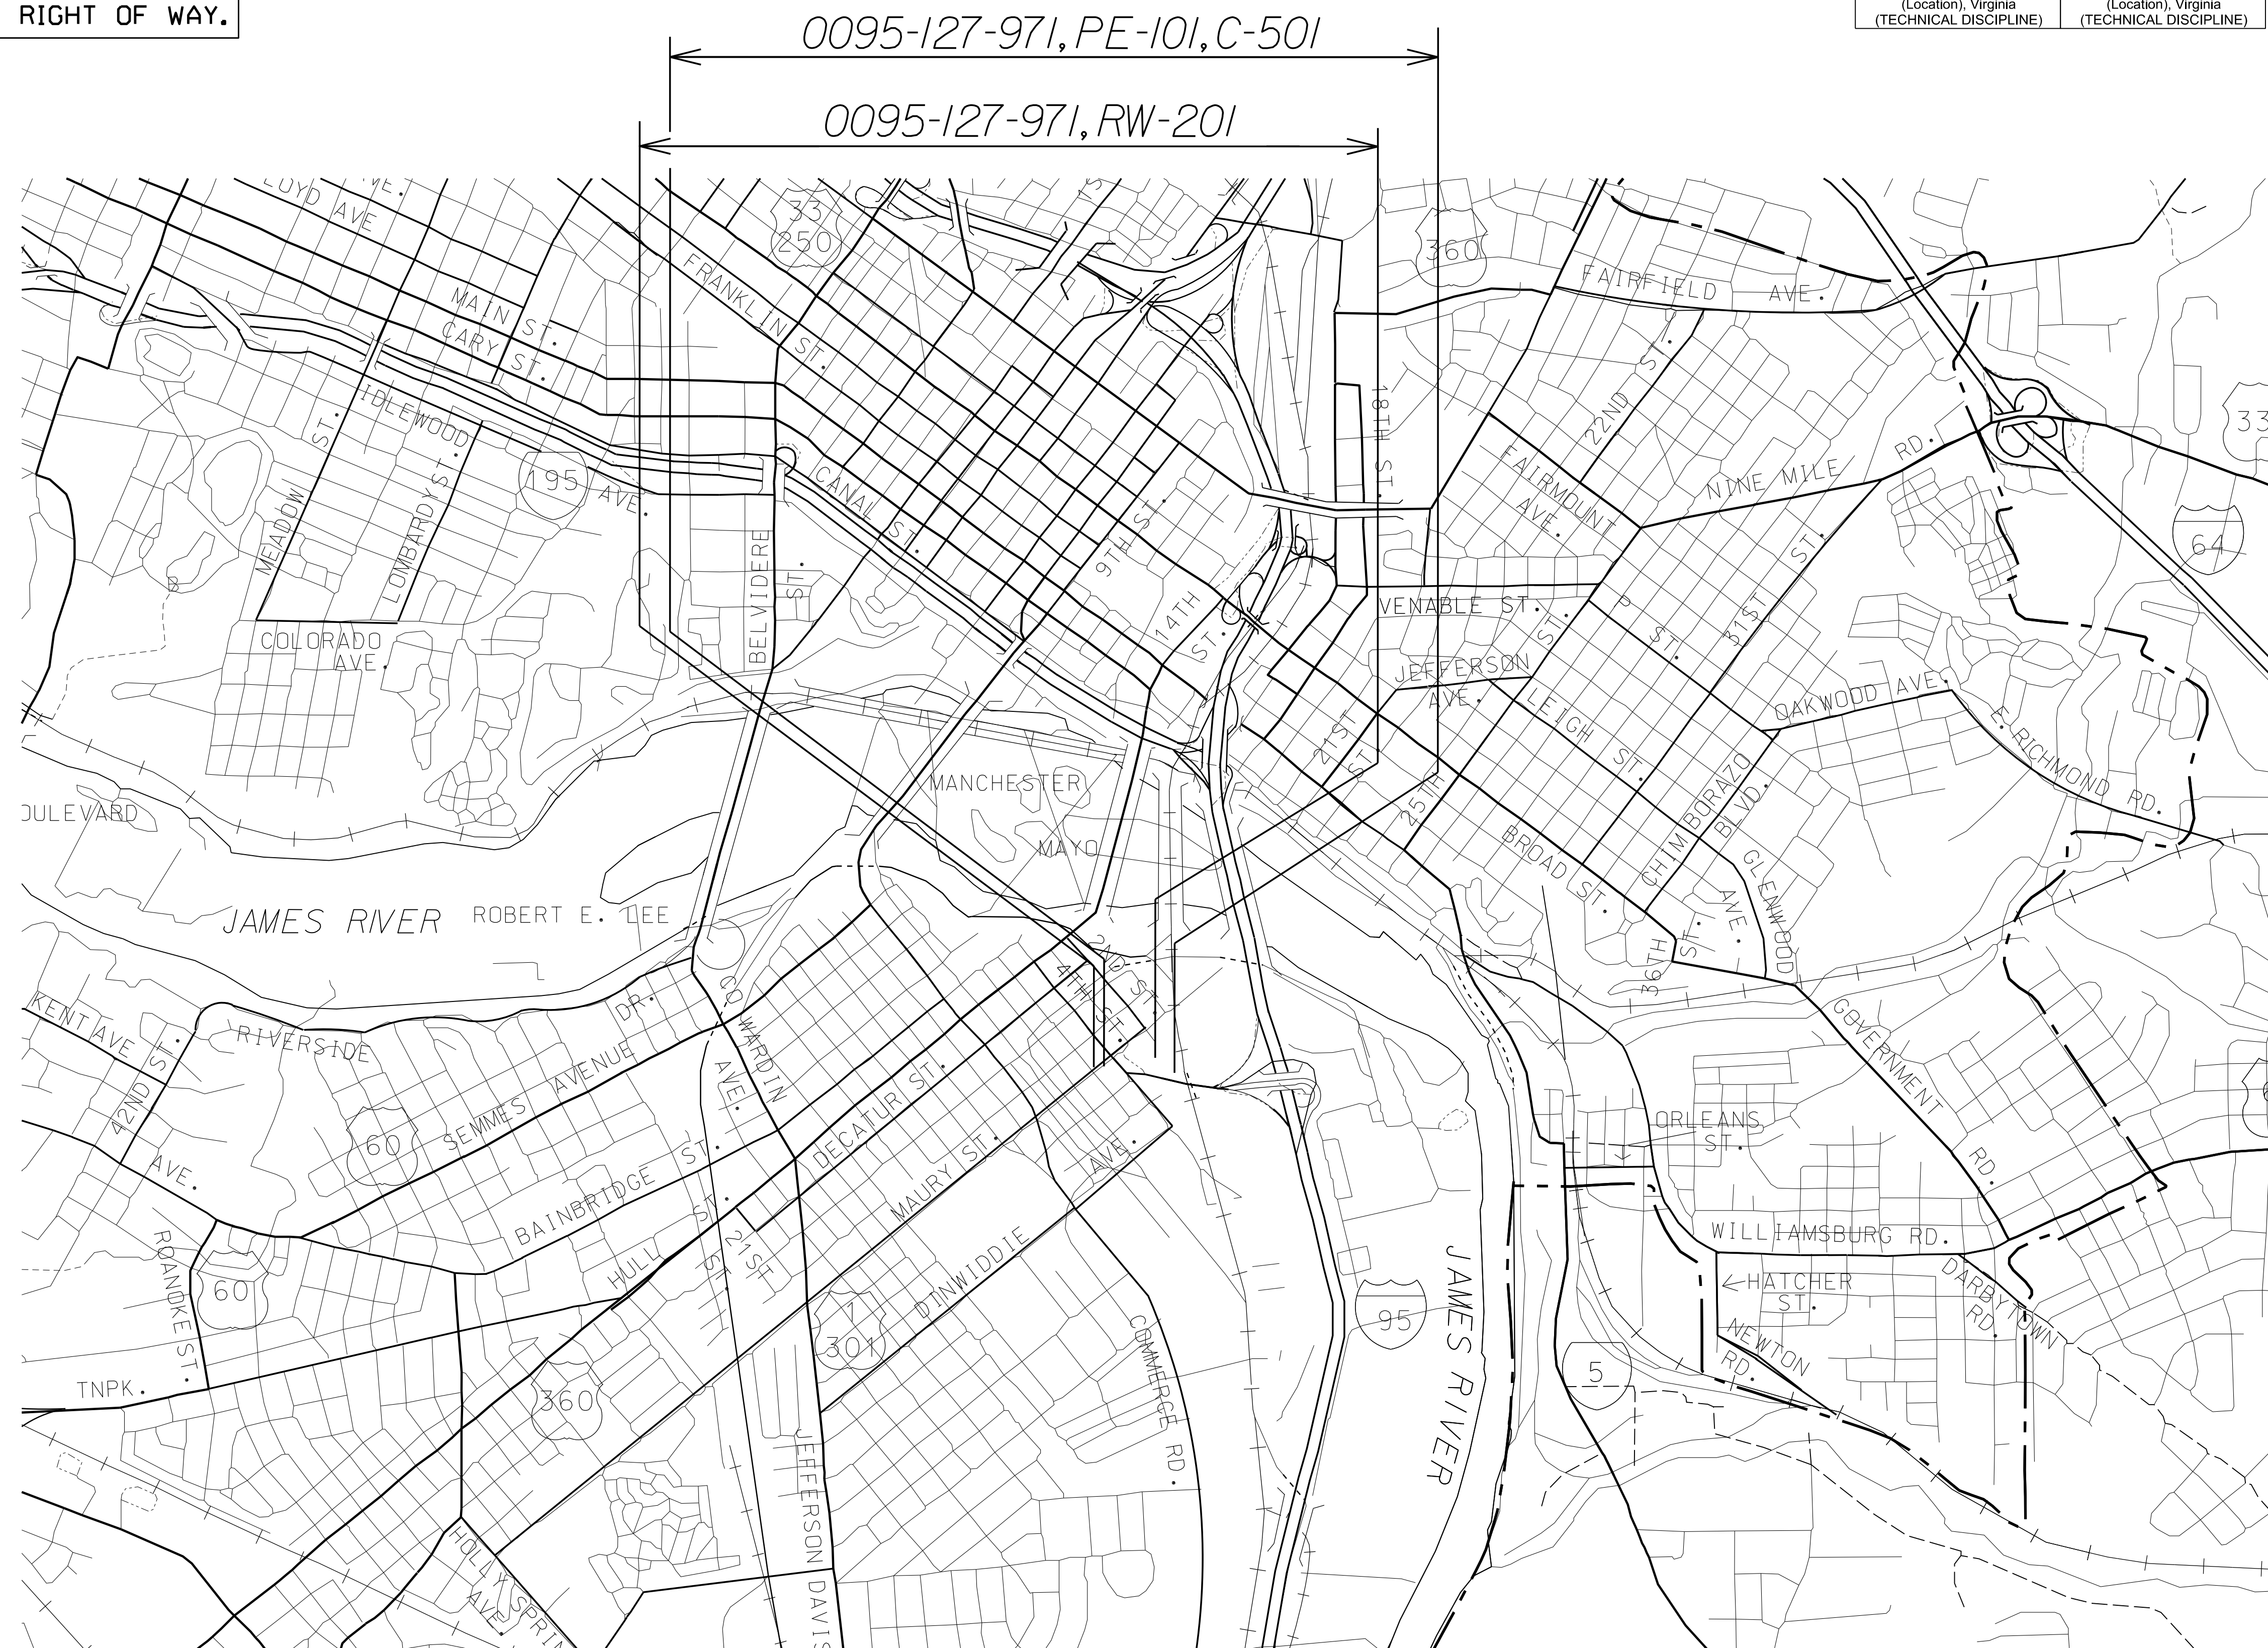 RIGHT OF WAY.
(Location), Virginia
(TECHNICAL DISCIPLINE)
(Location), Virginia
(TECHNICAL DISCIPLINE)
0095-127-971, PE-101, C-501
0095-127-971, RW-201
AVE.
33
250
360
FAIRFIELD AVE.
FRANKLIN ST.
MAIN ST.
CARY ST.
IDLEWOOD AVE.
195
MEADOW ST.
LOMBARDY ST.
COLORADO
AVE.
BELVIDERE ST.
CANAL ST.
9TH ST.
14TH ST.
18TH ST.
22ND ST.
FAIRMOUNT
AVE.
NINE MILE RD.
33
64
VENABLE ST.
P ST.
31ST ST.
JEFFERSON
AVE.
LEIGH ST.
OAKWOOD AVE.
E. RICHMOND RD.
21ST
ST.
25TH
ST.
BROAD ST.
CHIMBORAZO
BLVD.
GLENWOOD
AVE.
36TH
ST.
MANCHESTER
MAYO
OULEVARD
JAMES RIVER
ROBERT E. LEE
KENT AVE
42ND ST.
RIVERSIDE DR.
COWARDIN
AVE.
2ND ST.
4TH ST.
GOVERNMENT RD.
60
SEMMES AVENUE
DECATUR ST.
BAINBRIDGE ST.
MAURY ST.
AVE.
ORLEANS
ST.
ROANOKE ST.
60
HULL ST.
21ST
ST.
DINWIDDIE AVE.
1
301
WILLIAMSBURG RD.
HATCHER
ST.
DARBYTOWN
RD.
NEWTON
RD.
95
JAMES RIVER
5
COMMERCE RD.
TNPK.
360
JEFFERSON DAVIS
HOLLY SPRIN
AVE.